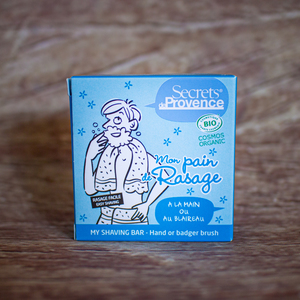 Secrets
de Provence
BIO
COSMOS
ORGANIC
Mon pain
de Rasage
RASAGE FACILE
EASY SHAVING
A LA MAIN
OU
AU BLAIREAU
MY SHAVING BAR - Hand or badger brush